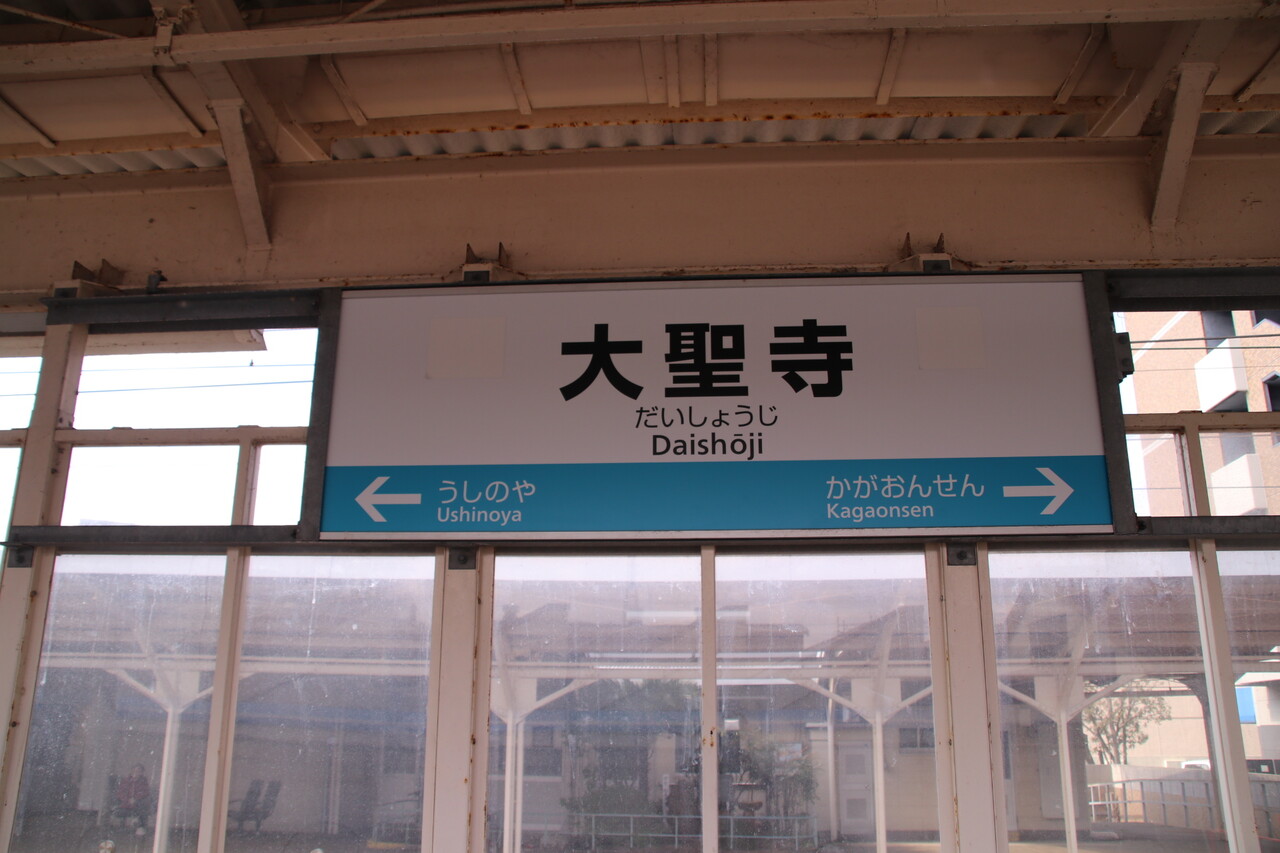 大聖寺
だいしょうじ
Daishōji
うしのや
Ushinoya
かがおんせん
Kagaonsen